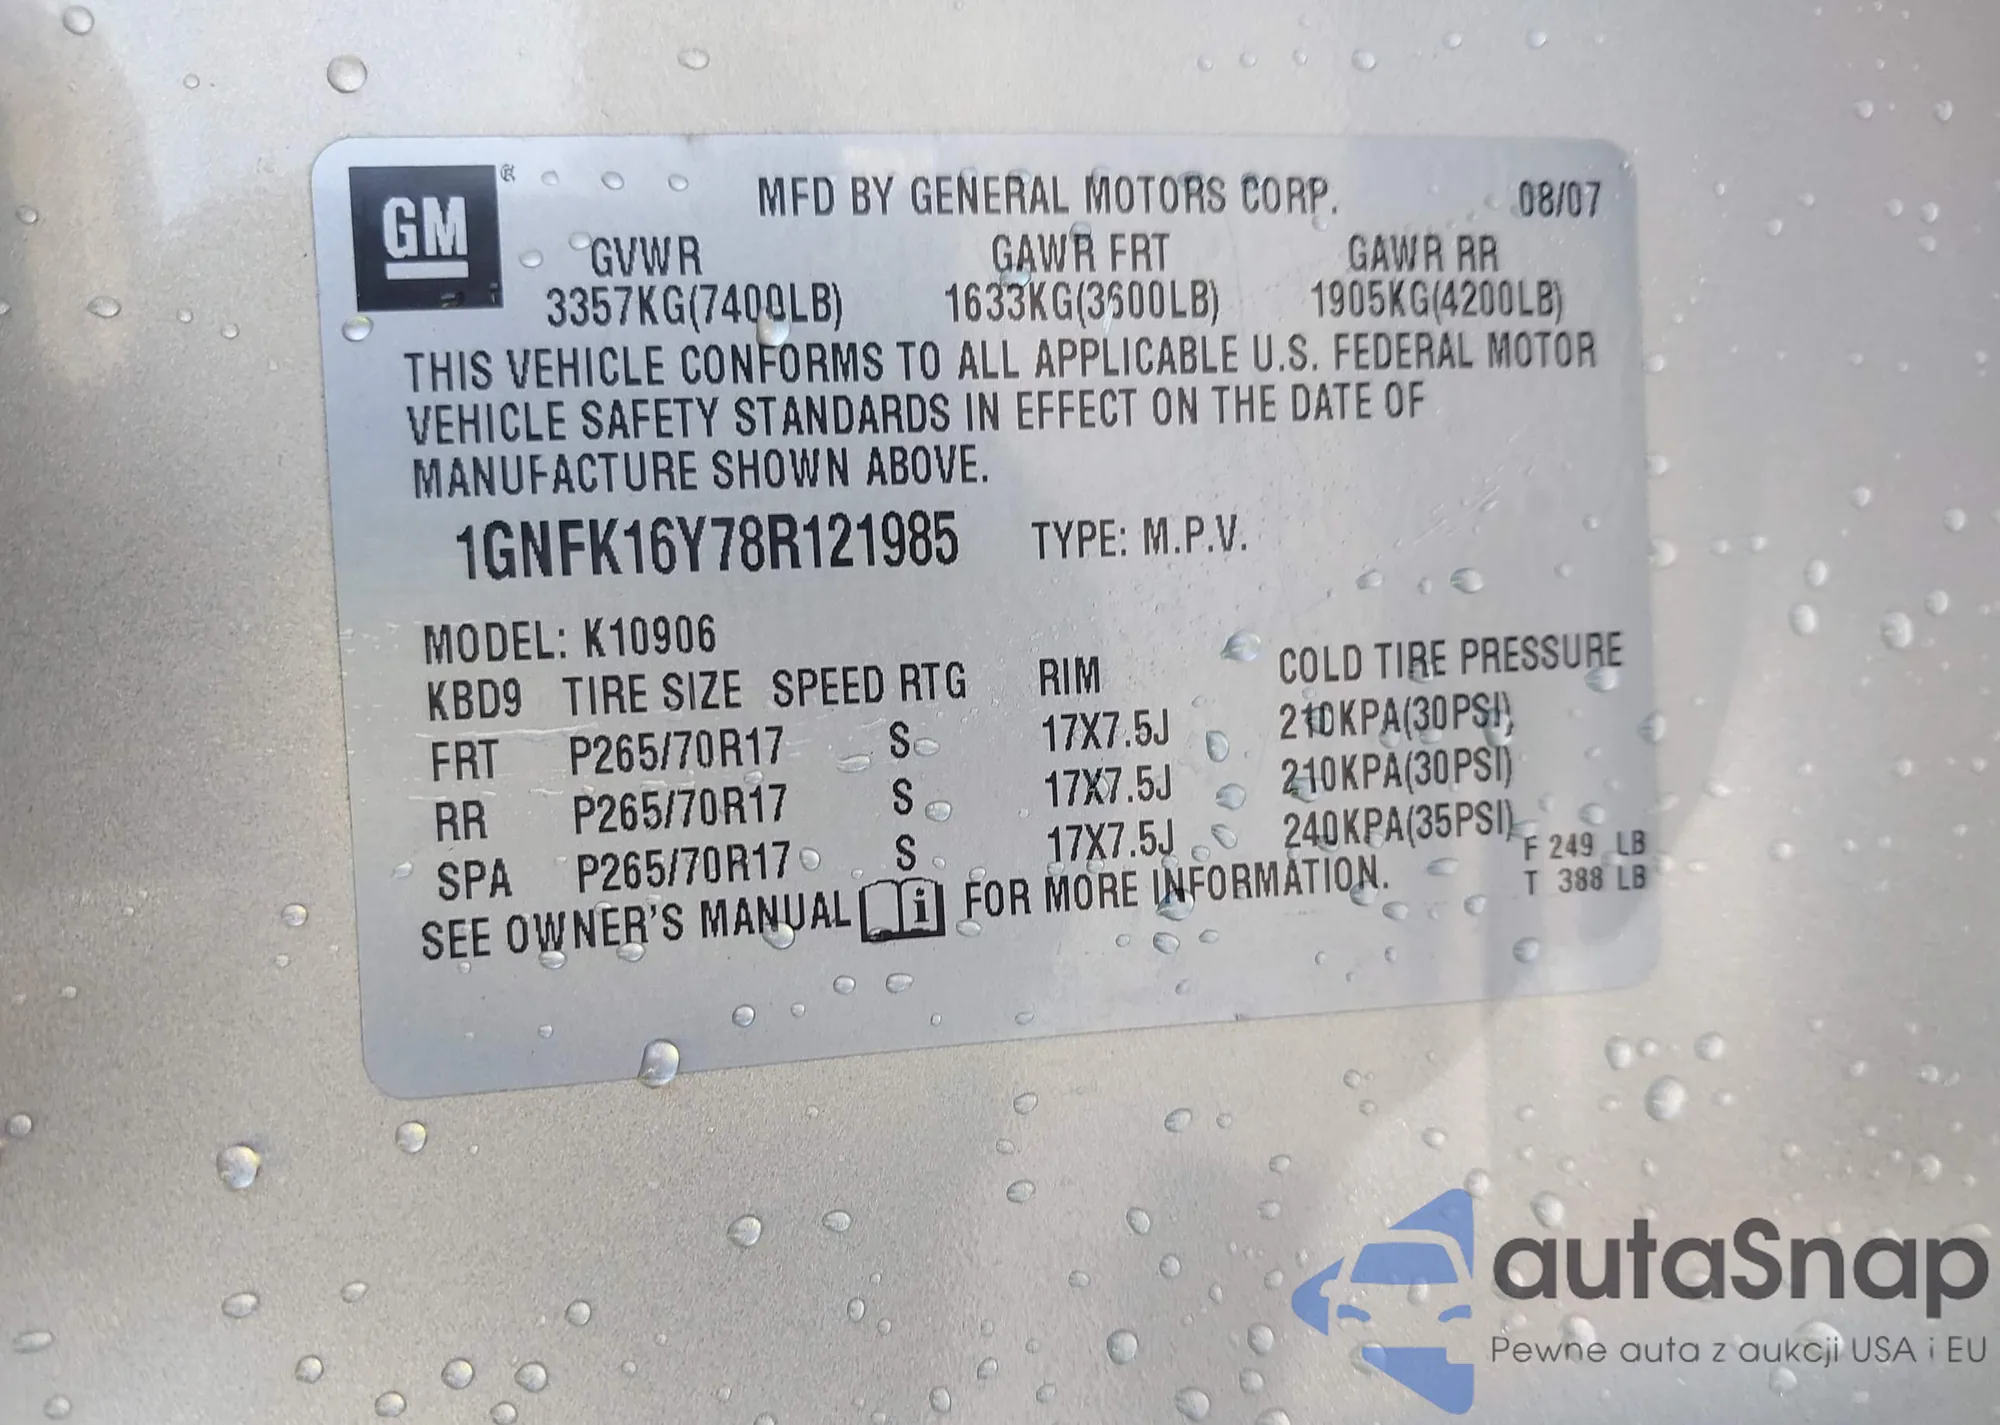 GM ® MFD BY GENERAL MOTORS CORP. 08/07
GVWR GAWR FRT GAWR RR
3357KG(7400LB) 1633KG(3600LB) 1905KG(4200LB)
THIS VEHICLE CONFORMS TO ALL APPLICABLE U.S. FEDERAL MOTOR
VEHICLE SAFETY STANDARDS IN EFFECT ON THE DATE OF
MANUFACTURE SHOWN ABOVE.
1GNFK16Y78R121985 TYPE: M.P.V.
MODEL: K10906
KBD9 TIRE SIZE SPEED RTG RIM COLD TIRE PRESSURE
FRT P265/70R17 S 17X7.5J 210KPA(30PSI)
RR P265/70R17 S 17X7.5J 210KPA(30PSI)
SPA P265/70R17 S 17X7.5J 240KPA(35PSI)
F 249 LB
T 388 LB
SEE OWNER'S MANUAL i FOR MORE INFORMATION.
autaSnap
Pewne auta z aukcji USA i EU